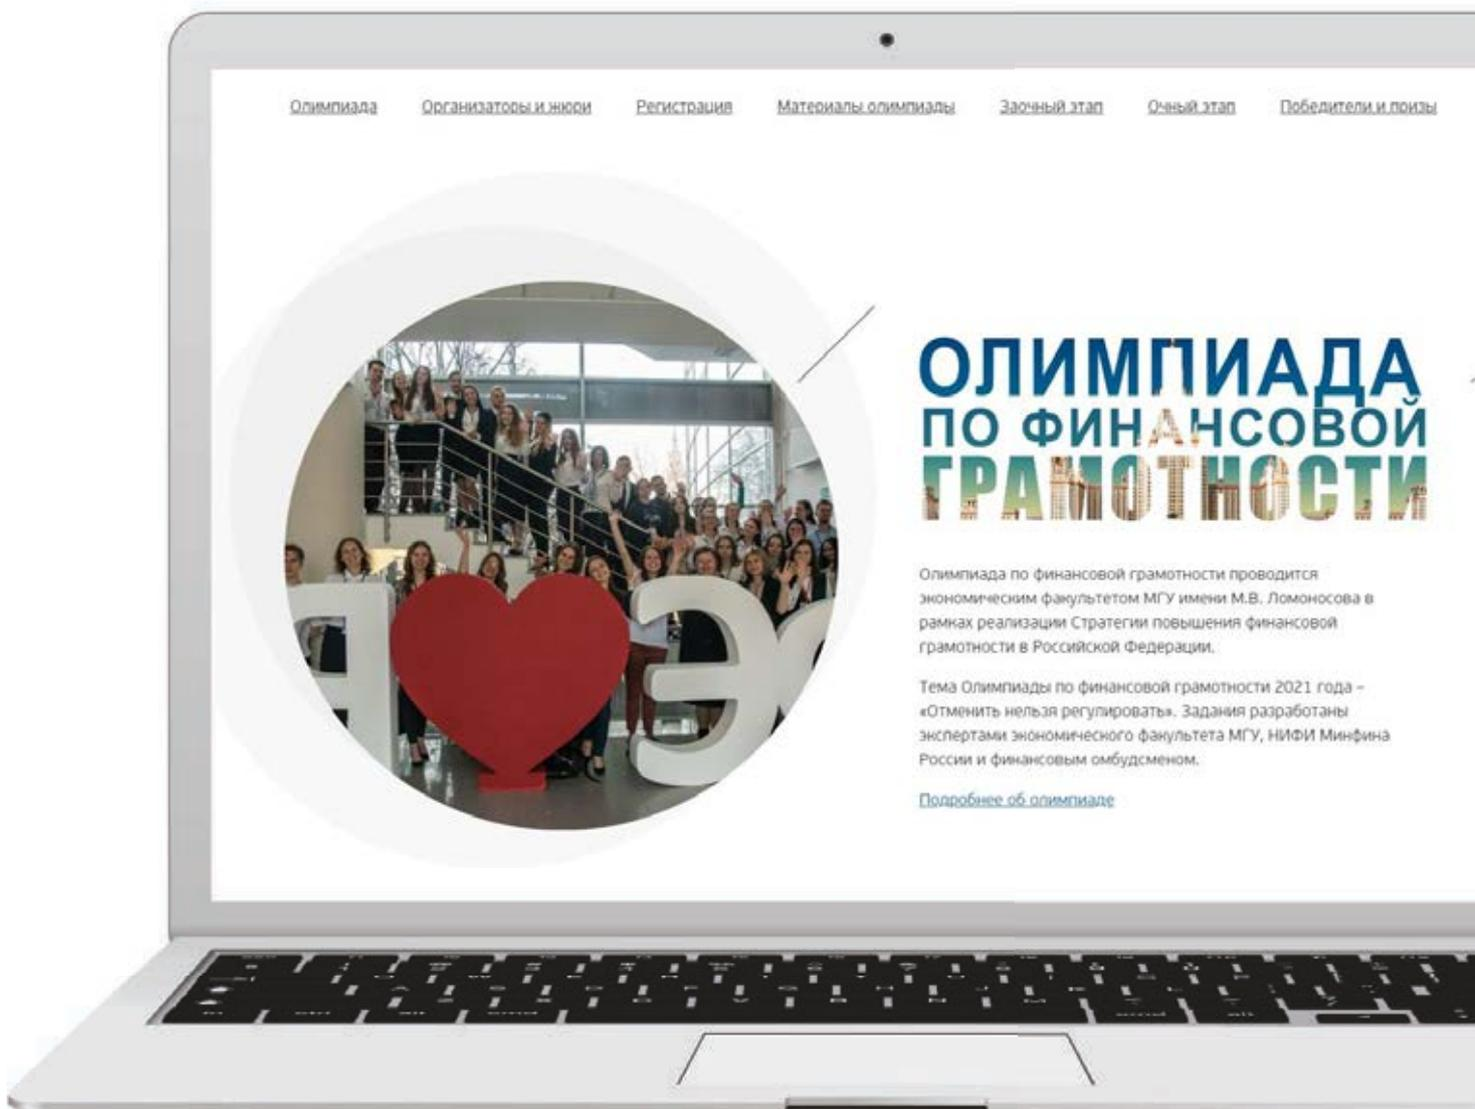 Олимпиада Организаторы и жюри Регистрация Материалы олимпиады Заочный этап Очный этап Победители и призы
ОЛИМПИАДА
ПО ФИНАНСОВОЙ
ГРАМОТНОСТИ
Олимпиада по финансовой грамотности проводится
экономическим факультетом МГУ имени М.В. Ломоносова в
рамках реализации Стратегии повышения финансовой
грамотности в Российской Федерации.
Тема Олимпиады по финансовой грамотности 2021 года –
«Отменить нельзя регулировать». Задания разработаны
экспертами экономического факультета МГУ, НИФИ Минфина
России и финансовым омбудсменом.
Подробнее об олимпиаде
Я Э